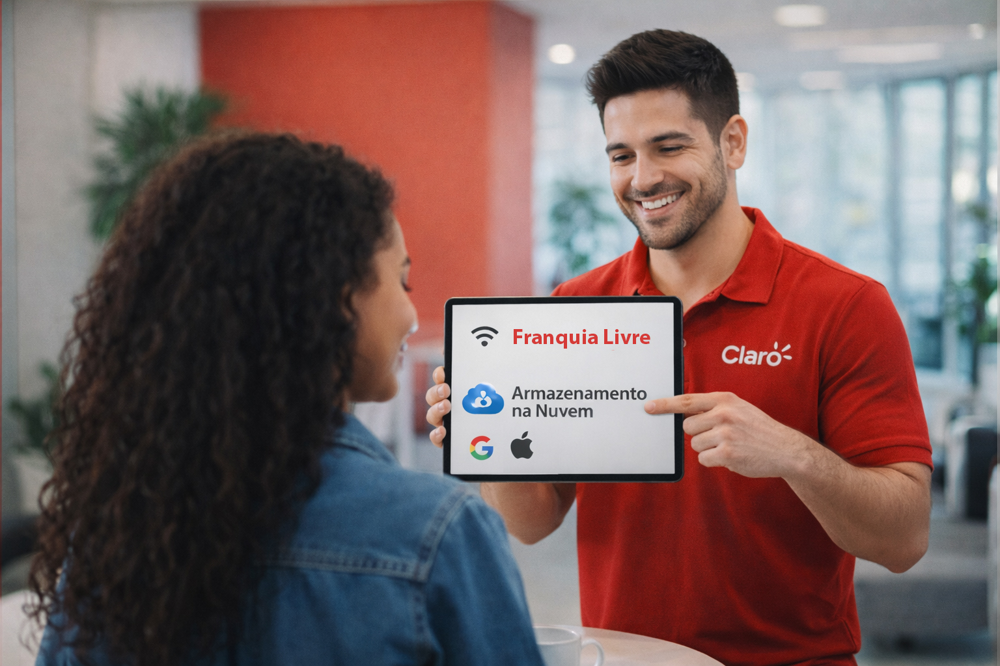 Franquia Livre
Claro
Armazenamento
na Nuvem